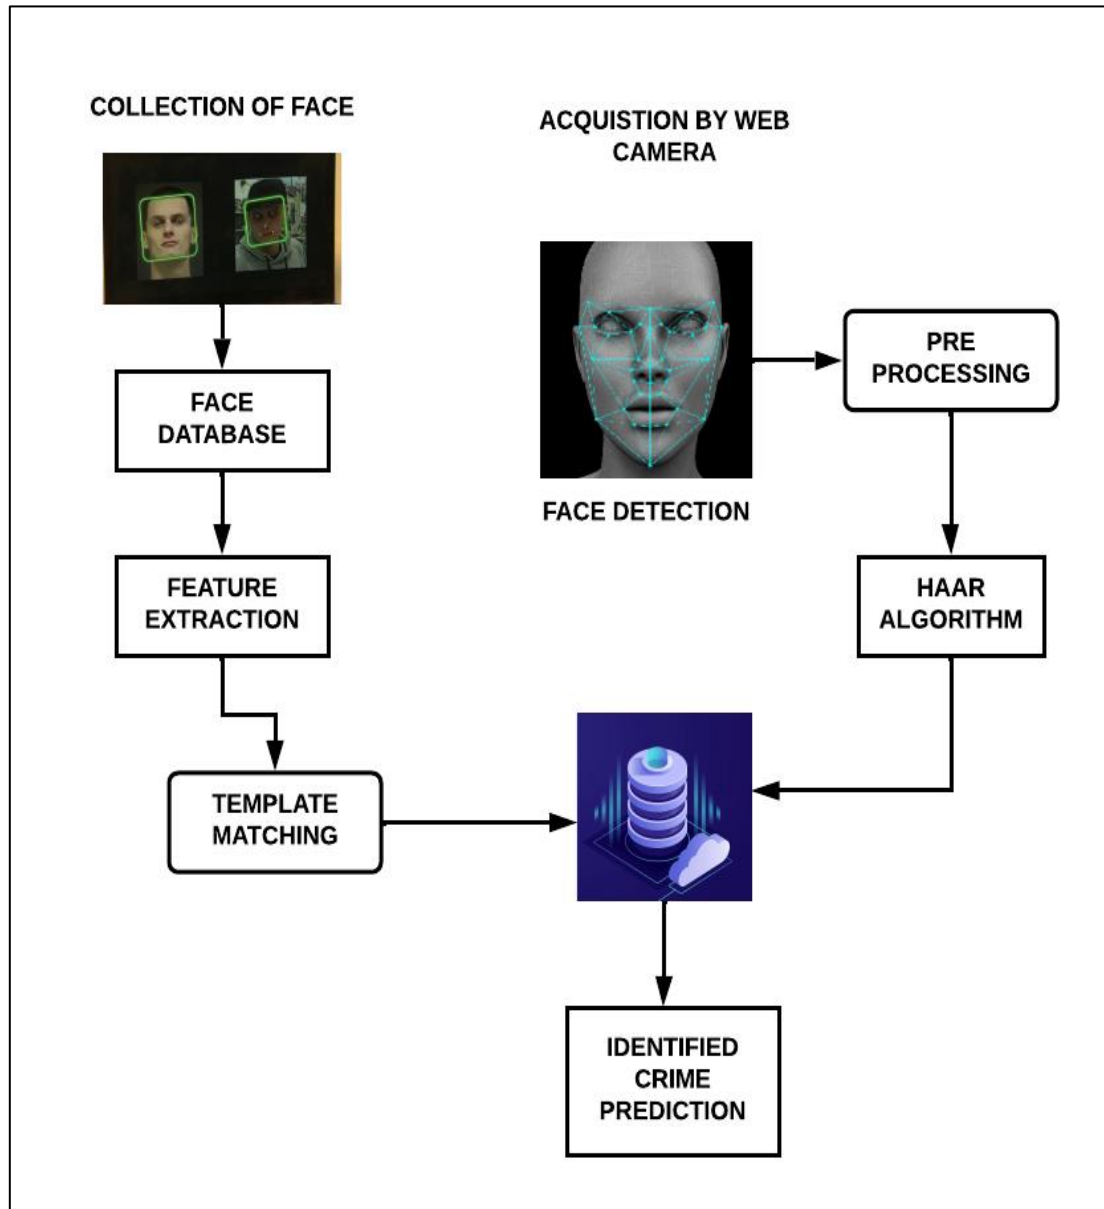 COLLECTION OF FACE
ACQUISTION BY WEB
CAMERA
PRE
PROCESSING
FACE
DATABASE
FACE DETECTION
FEATURE
EXTRACTION
HAAR
ALGORITHM
TEMPLATE
MATCHING
IDENTIFIED
CRIME
PREDICTION